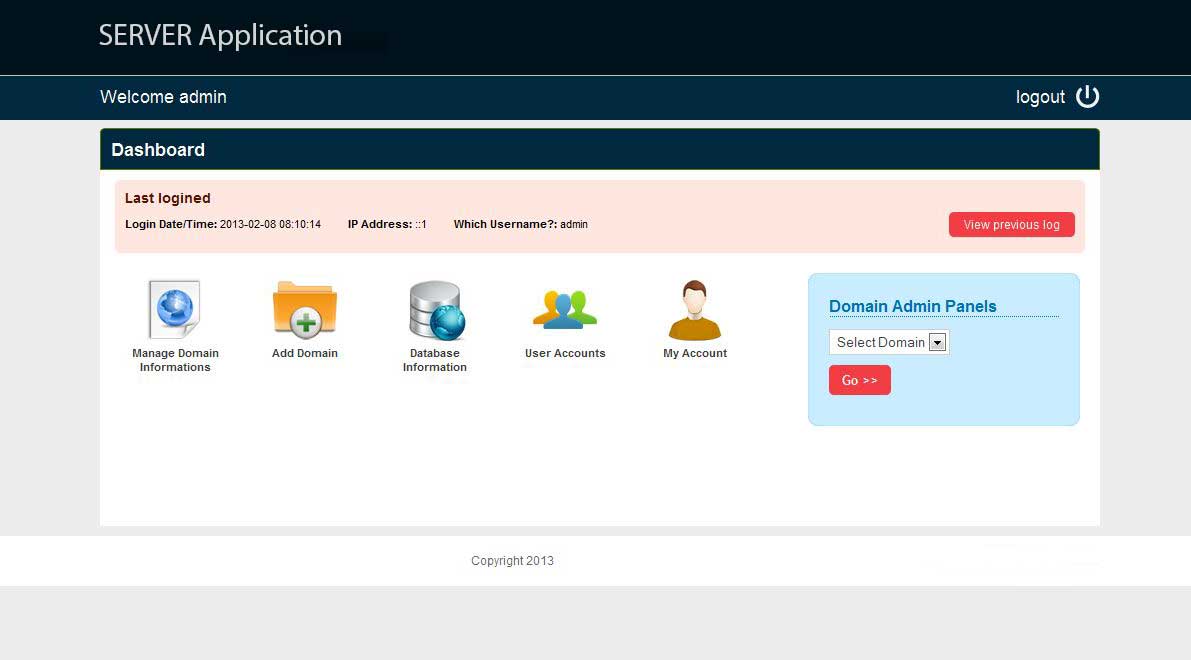 SERVER Application
Welcome admin
logout
Dashboard
Last logined
Login Date/Time: 2013-02-08 08:10:14 IP Address: ::1 Which Username?: admin
View previous log
Manage Domain
Informations
Add Domain
Database
Information
User Accounts
My Account
Domain Admin Panels
Select Domain
Go >>
Copyright 2013